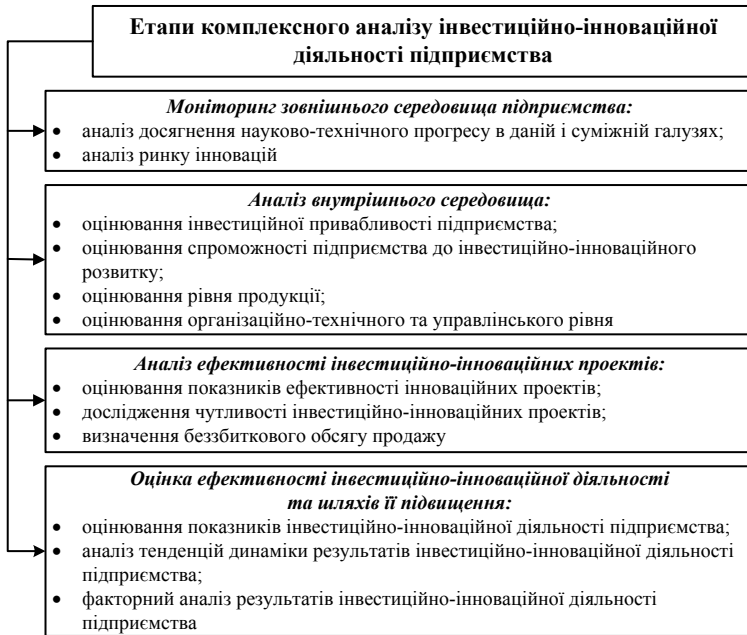 Етапи комплексного аналізу інвестиційно-інноваційної
діяльності підприємства
Моніторинг зовнішнього середовища підприємства:
• аналіз досягнення науково-технічного прогресу в даній і суміжній галузях;
• аналіз ринку інновацій
Аналіз внутрішнього середовища:
• оцінювання інвестиційної привабливості підприємства;
• оцінювання спроможності підприємства до інвестиційно-інноваційного
розвитку;
• оцінювання рівня продукції;
• оцінювання організаційно-технічного та управлінського рівня
Аналіз ефективності інвестиційно-інноваційних проектів:
• оцінювання показників ефективності інноваційних проектів;
• дослідження чутливості інвестиційно-інноваційних проектів;
• визначення беззбиткового обсягу продажу
Оцінка ефективності інвестиційно-інноваційної діяльності
та шляхів її підвищення:
• оцінювання показників інвестиційно-інноваційної діяльності підприємства;
• аналіз тенденцій динаміки результатів інвестиційно-інноваційної діяльності
підприємства;
• факторний аналіз результатів інвестиційно-інноваційної діяльності
підприємства